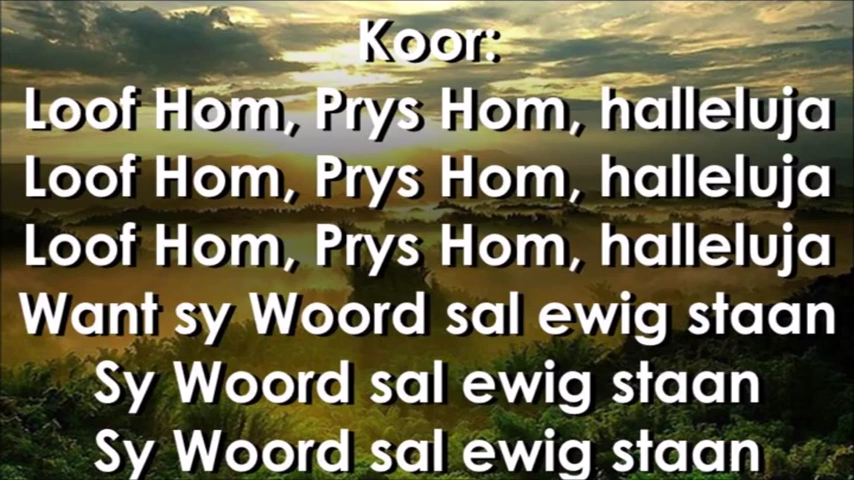 Koor:
Loof Hom, Prys Hom, halleluja
Loof Hom, Prys Hom, halleluja
Loof Hom, Prys Hom, halleluja
Want sy Woord sal ewig staan
Sy Woord sal ewig staan
Sy Woord sal ewig staan